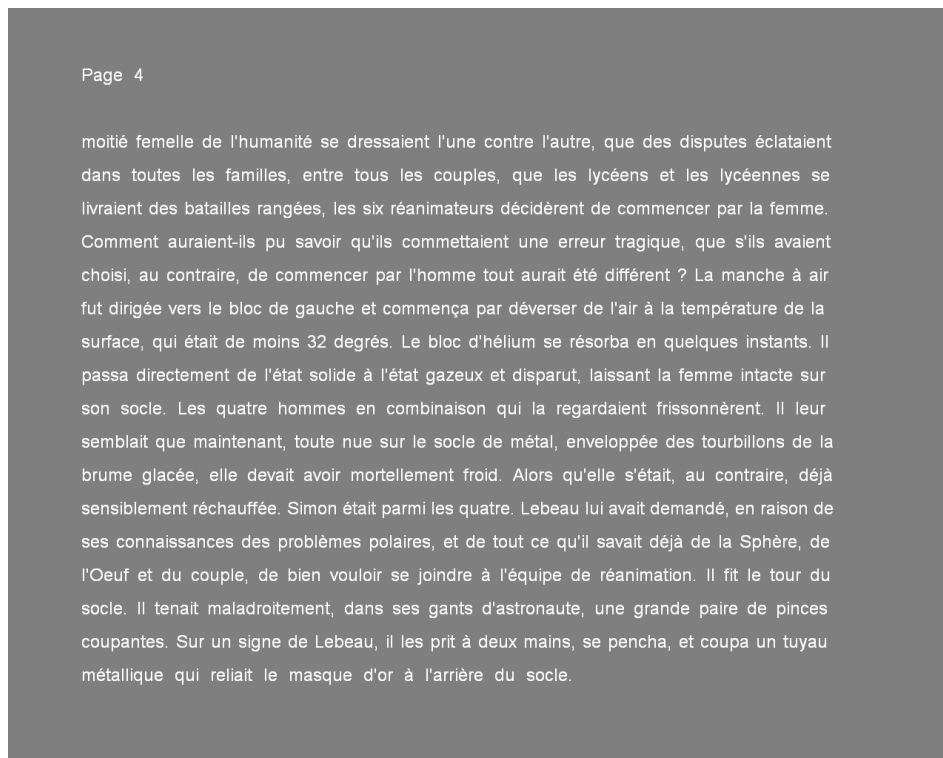 Page 4
moitié femelle de l'humanité se dressaient l'une contre l'autre, que des disputes éclataient
dans toutes les familles, entre tous les couples, que les lycéens et les lycéennes se
livraient des batailles rangées, les six réanimateurs décidèrent de commencer par la femme.
Comment auraient-ils pu savoir qu'ils commettaient une erreur tragique, que s'ils avaient
choisi, au contraire, de commencer par l'homme tout aurait été différent ? La manche à air
fut dirigée vers le bloc de gauche et commença par déverser de l'air à la température de la
surface, qui était de moins 32 degrés. Le bloc d'hélium se résorba en quelques instants. Il
passa directement de l'état solide à l'état gazeux et disparut, laissant la femme intacte sur
son socle. Les quatre hommes en combinaison qui la regardaient frissonnèrent. Il leur
semblait que maintenant, toute nue sur le socle de métal, enveloppée des tourbillons de la
brume glacée, elle devait avoir mortellement froid. Alors qu'elle s'était, au contraire, déjà
sensiblement réchauffée. Simon était parmi les quatre. Lebeau lui avait demandé, en raison de
ses connaissances des problèmes polaires, et de tout ce qu'il savait déjà de la Sphère, de
l'Oeuf et du couple, de bien vouloir se joindre à l'équipe de réanimation. Il fit le tour du
socle. Il tenait maladroitement, dans ses gants d'astronaute, une grande paire de pinces
coupantes. Sur un signe de Lebeau, il les prit à deux mains, se pencha, et coupa un tuyau
métallique qui reliait le masque d'or à l'arrière du socle.